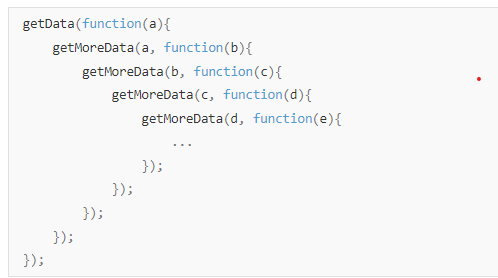 getData(function(a){
    getMoreData(a, function(b){
        getMoreData(b, function(c){
            getMoreData(c, function(d){
                getMoreData(d, function(e){
                    ...
                });
            });
        });
    });
});